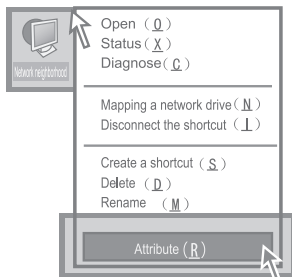 Network neighborhood
Open ( O )
Status ( X )
Diagnose ( C )
Mapping a network drive ( N )
Disconnect the shortcut ( I )
Create a shortcut ( S )
Delete ( D )
Rename ( M )
Attribute ( R )